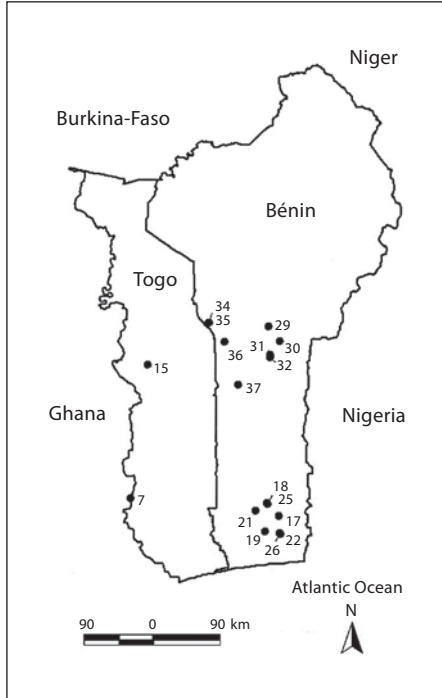 Niger
Burkina-Faso
Bénin
Togo
34
35
29
36
31
30
32
15
37
Ghana
Nigeria
7
18
25
21
17
19
22
26
Atlantic Ocean
N
90 0 90 km